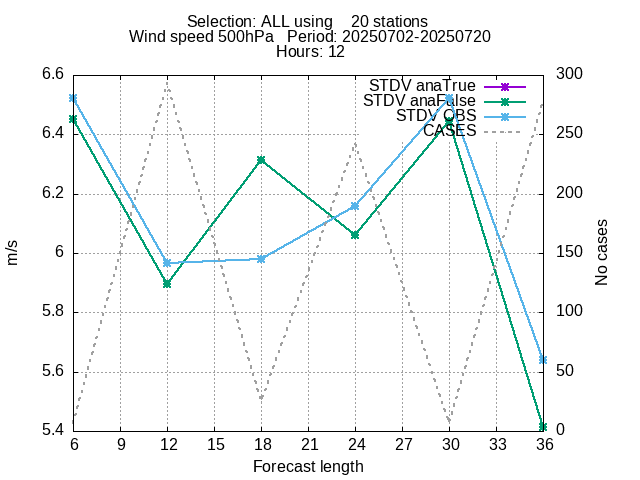 Selection: ALL using    20 stations
Wind speed 500hPa   Period: 20250702-20250720
Hours: 12
STDV anaTrue
STDV anaFalse
STDV OBS
CASES
m/s
No cases
6.6
6.4
6.2
6
5.8
5.6
5.4
300
250
200
150
100
50
0
6 9 12 15 18 21 24 27 30 33 36
Forecast length